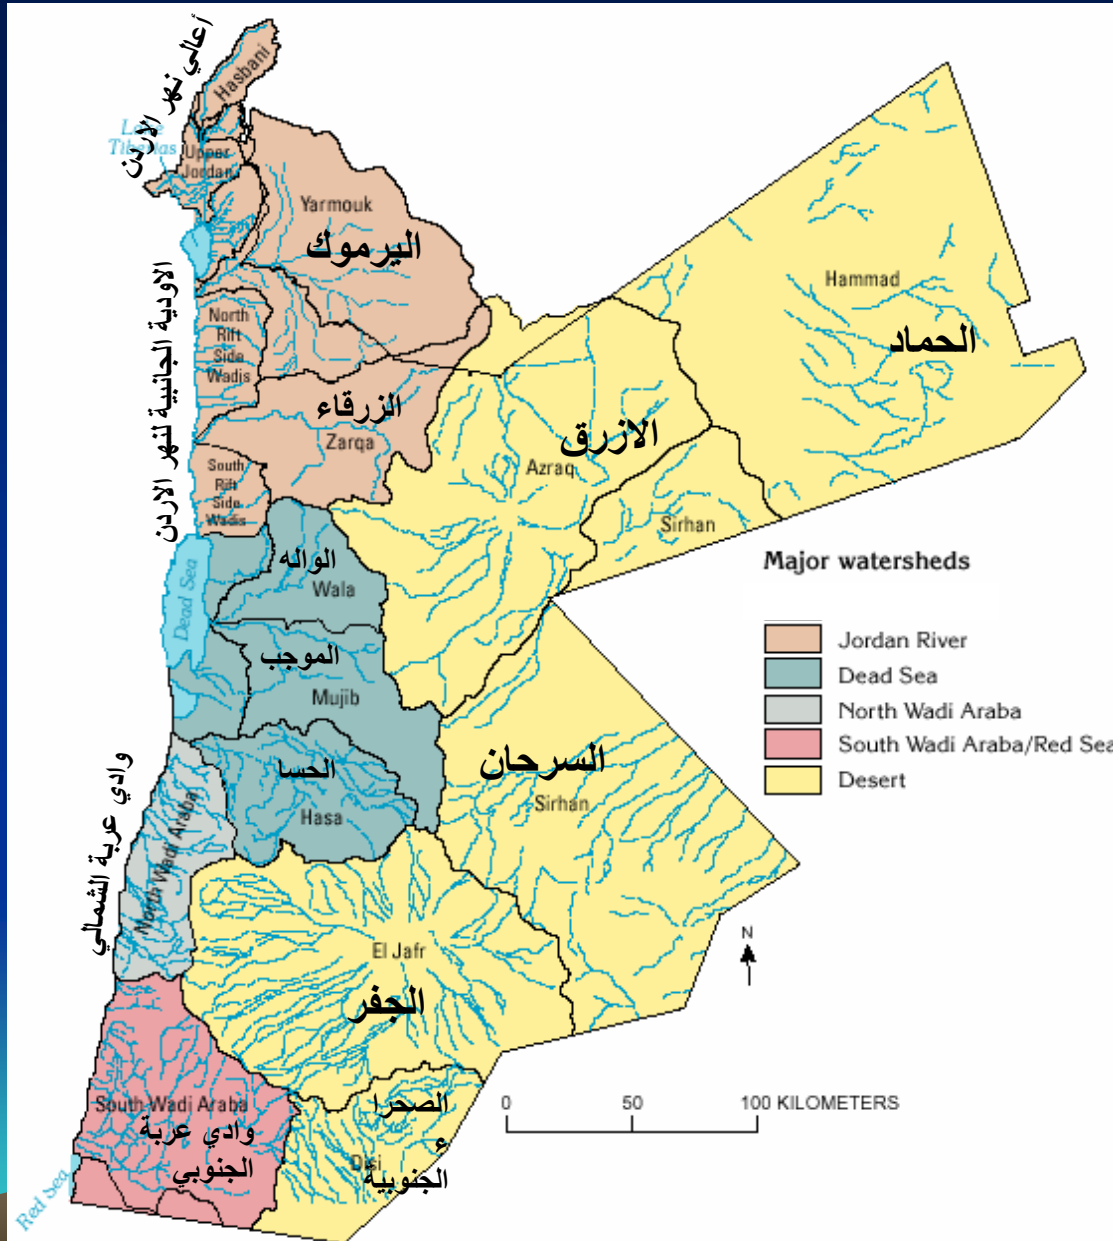 أعالي نهر الاردن
Hasbani
Lake
Tiberias
Upper
Jordan
Yarmouk
اليرموك
الاودية الجانبية لنهر الاردن
North
Rift
Side
Wadis
الزرقاء
Zarqa
South
Rift
Side
Wadis
Hammad
الحماد
الازرق
Azraq
Sirhan
Dead Sea
الواله
Wala
الموجب
Mujib
الحسا
Hasa
السرحان
Sirhan
وادي عربة الشمالي
North Wadi Araba
El Jafr
الجفر
South Wadi Araba
وادي عربة
الجنوبي
الصحرا
ء
Disi
الجنوبية
Red Sea
Major watersheds
Jordan River
Dead Sea
North Wadi Araba
South Wadi Araba/Red Sea
Desert
N
0 50 100 KILOMETERS